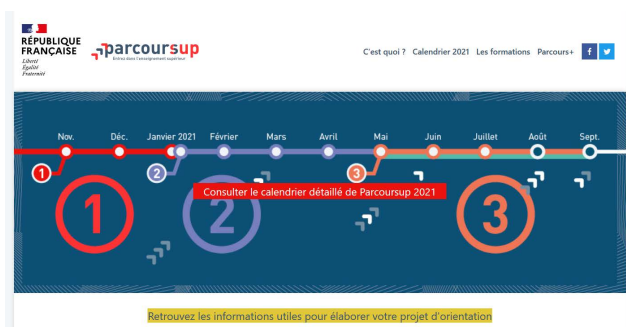 RÉPUBLIQUE
FRANÇAISE
Liberté
Égalité
Fraternité
parcoursup
Entrez dans l'enseignement supérieur
C'est quoi ? Calendrier 2021 Les formations Parcours+
Nov. Déc. Janvier 2021 Février Mars Avril Mai Juin Juillet Août Sept.
1 2 3
Consulter le calendrier détaillé de Parcoursup 2021
1 2 3
Retrouvez les informations utiles pour élaborer votre projet d'orientation